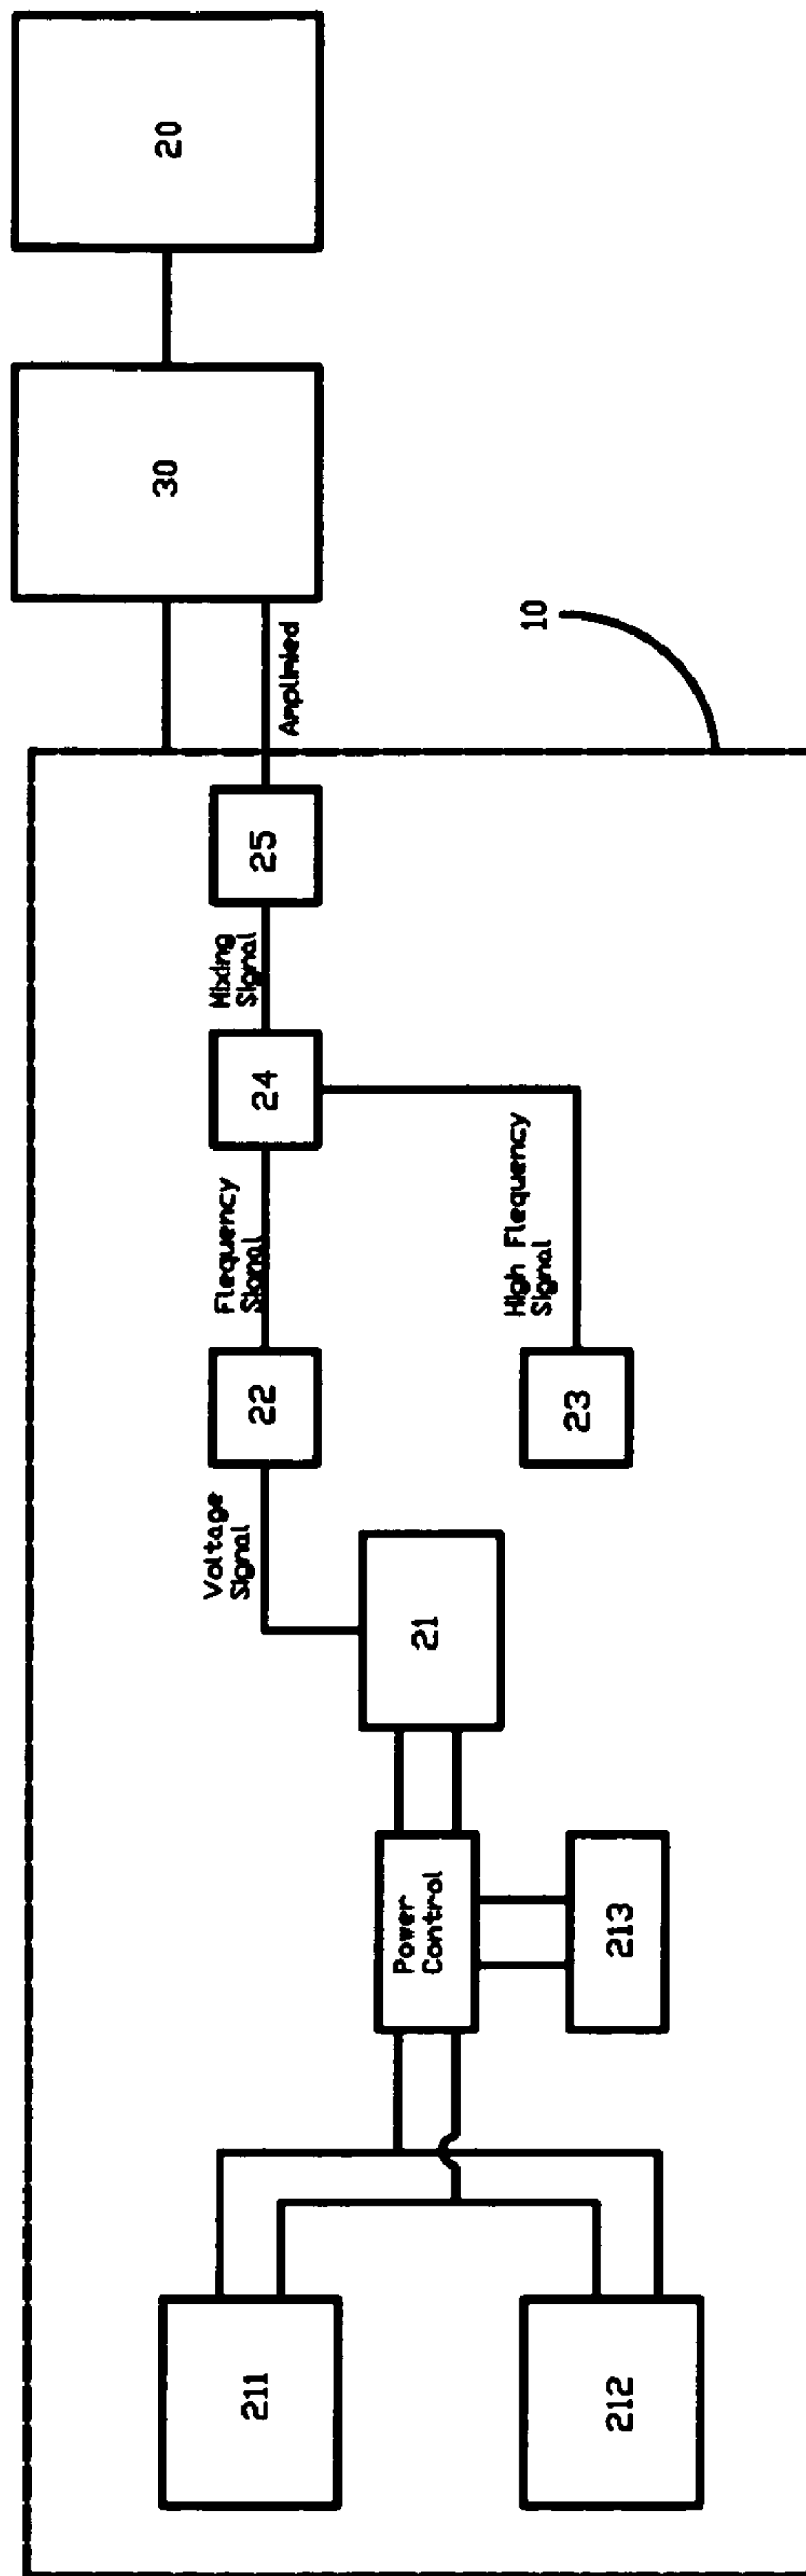 211
212
Power
Control
213
21
Voltage
Signal
22
23
Flequency
Signal
High Flequency
Signal
24
Mixing
Signal
25
Amplified
10
30
20